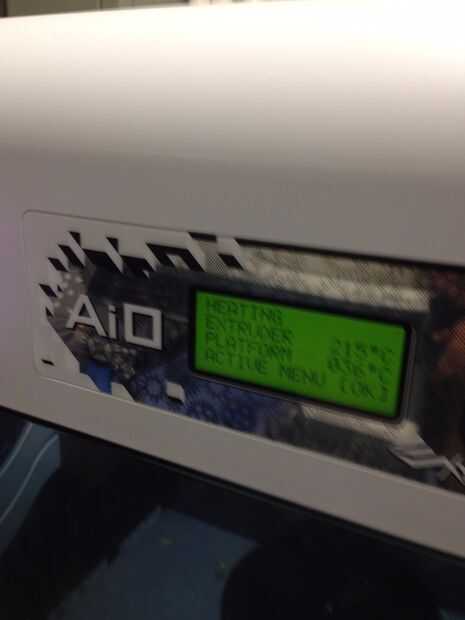 AiO
HEATING
EXTRUDER 215°C
PLATFORM 036°C
ACTIVE MENU [OK]